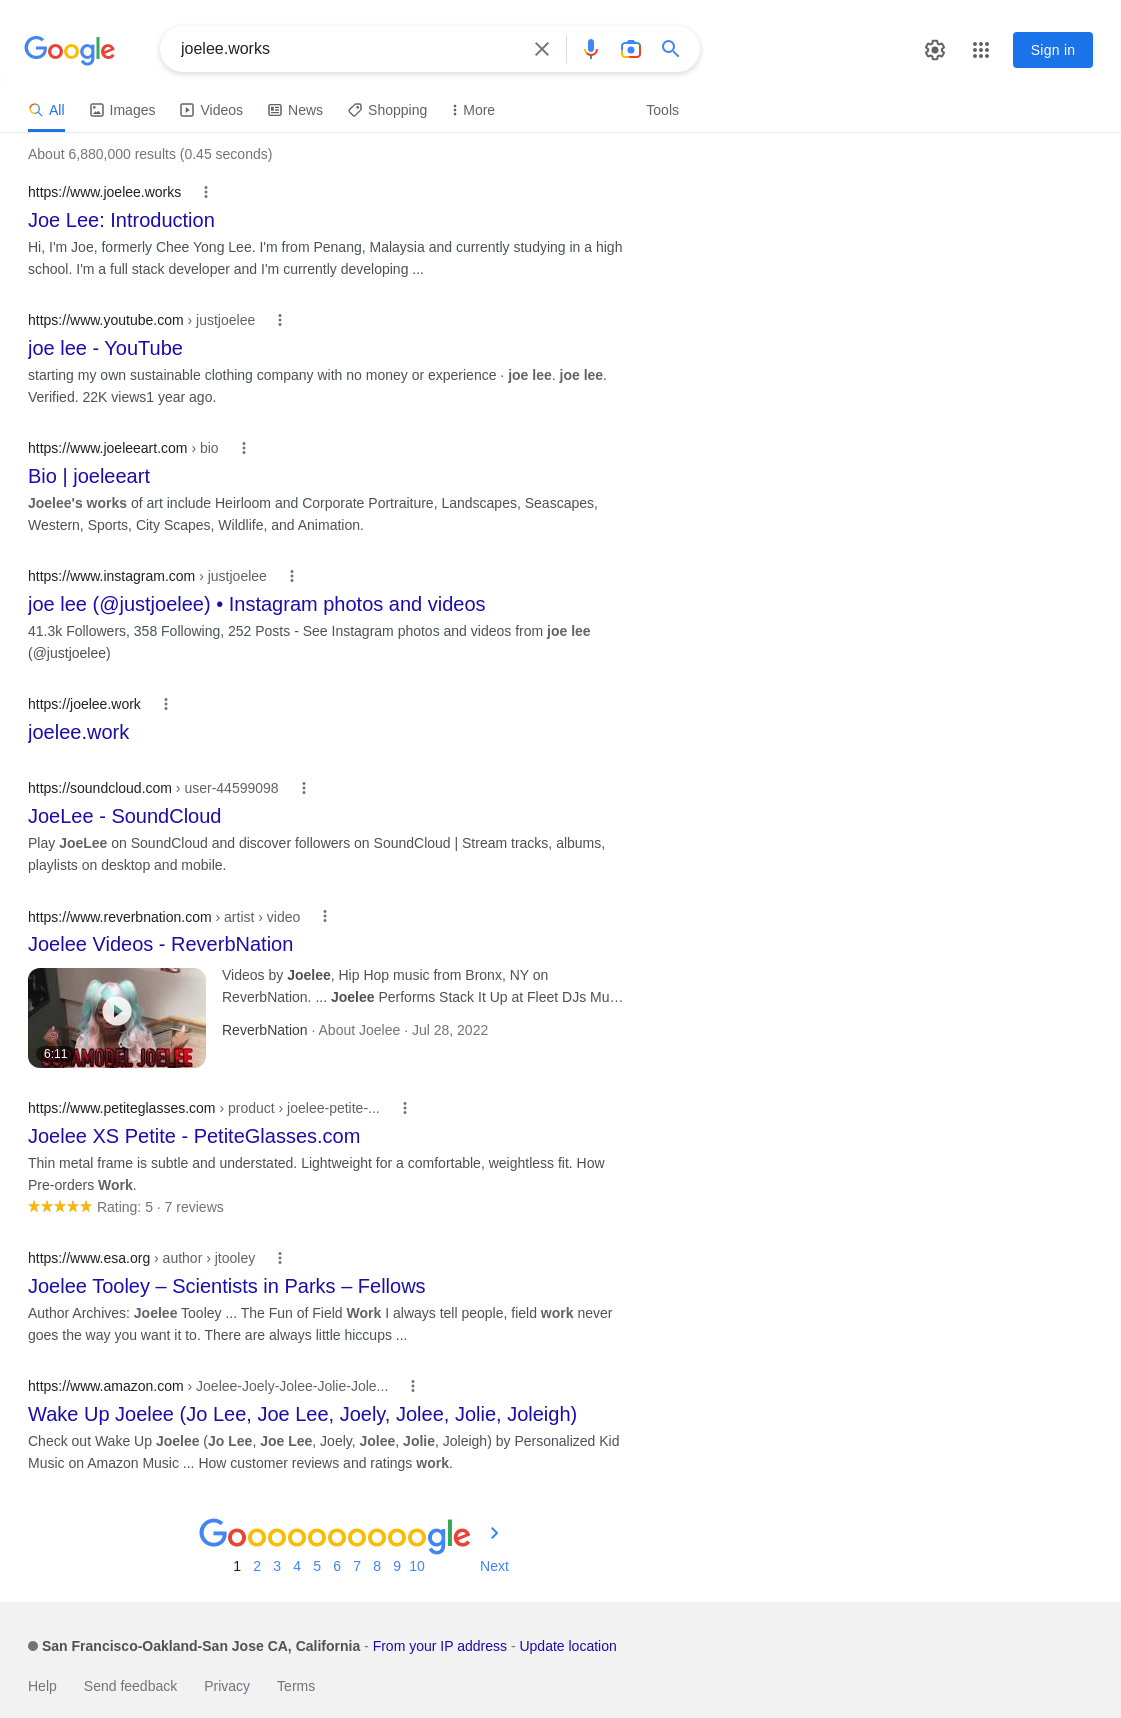 Google
joelee.works
Sign in
All Images Videos News Shopping More Tools
About 6,880,000 results (0.45 seconds)
https://www.joelee.works
Joe Lee: Introduction
Hi, I'm Joe, formerly Chee Yong Lee. I'm from Penang, Malaysia and currently studying in a high
school. I'm a full stack developer and I'm currently developing ...
https://www.youtube.com › justjoelee
joe lee - YouTube
starting my own sustainable clothing company with no money or experience · joe lee. joe lee.
Verified. 22K views1 year ago.
https://www.joeleeart.com › bio
Bio | joeleeart
Joelee's works of art include Heirloom and Corporate Portraiture, Landscapes, Seascapes,
Western, Sports, City Scapes, Wildlife, and Animation.
https://www.instagram.com › justjoelee
joe lee (@justjoelee) • Instagram photos and videos
41.3k Followers, 358 Following, 252 Posts - See Instagram photos and videos from joe lee
(@justjoelee)
https://joelee.work
joelee.work
https://soundcloud.com › user-44599098
JoeLee - SoundCloud
Play JoeLee on SoundCloud and discover followers on SoundCloud | Stream tracks, albums,
playlists on desktop and mobile.
https://www.reverbnation.com › artist › video
Joelee Videos - ReverbNation
Videos by Joelee, Hip Hop music from Bronx, NY on
ReverbNation. ... Joelee Performs Stack It Up at Fleet DJs Mu…
ReverbNation · About Joelee · Jul 28, 2022
6:11
JOELEE
https://www.petiteglasses.com › product › joelee-petite-...
Joelee XS Petite - PetiteGlasses.com
Thin metal frame is subtle and understated. Lightweight for a comfortable, weightless fit. How
Pre-orders Work.
Rating: 5 · 7 reviews
https://www.esa.org › author › jtooley
Joelee Tooley – Scientists in Parks – Fellows
Author Archives: Joelee Tooley ... The Fun of Field Work I always tell people, field work never
goes the way you want it to. There are always little hiccups ...
https://www.amazon.com › Joelee-Joely-Jolee-Jolie-Jole...
Wake Up Joelee (Jo Lee, Joe Lee, Joely, Jolee, Jolie, Joleigh)
Check out Wake Up Joelee (Jo Lee, Joe Lee, Joely, Jolee, Jolie, Joleigh) by Personalized Kid
Music on Amazon Music ... How customer reviews and ratings work.
Goooooooooogle
1 2 3 4 5 6 7 8 9 10 Next
San Francisco-Oakland-San Jose CA, California - From your IP address - Update location
Help Send feedback Privacy Terms